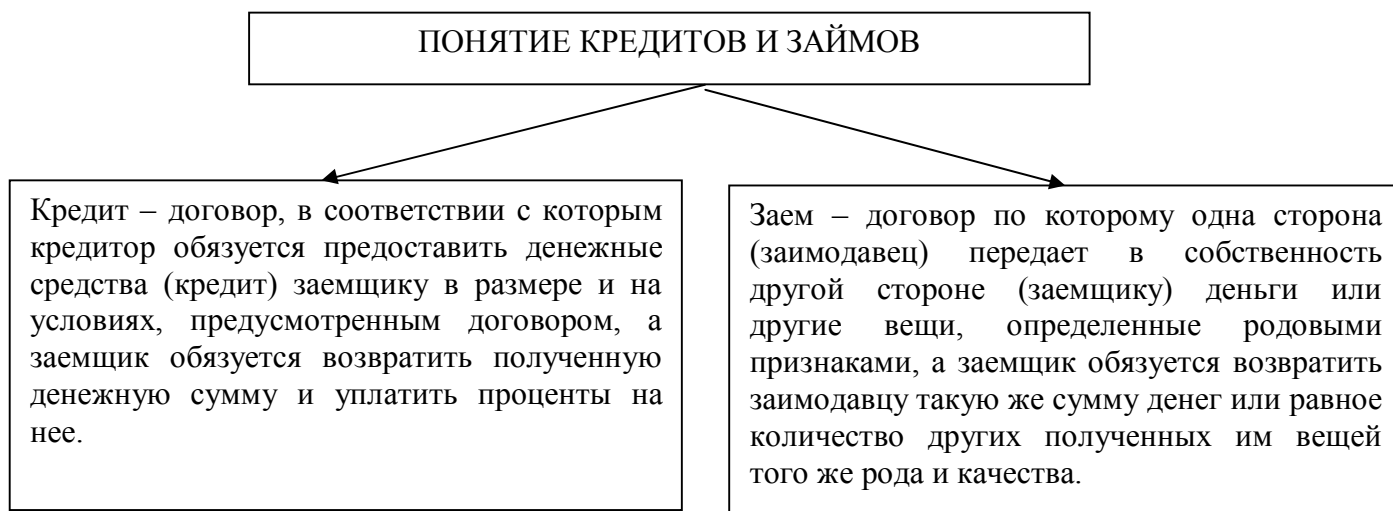 ПОНЯТИЕ КРЕДИТОВ И ЗАЙМОВ
Кредит – договор, в соответствии с которым
кредитор обязуется предоставить денежные
средства (кредит) заемщику в размере и на
условиях, предусмотренным договором, а
заемщик обязуется возвратить полученную
денежную сумму и уплатить проценты на
нее.
Заем – договор по которому одна сторона
(заимодавец) передает в собственность
другой стороне (заемщику) деньги или
другие вещи, определенные родовыми
признаками, а заемщик обязуется возвратить
заимодавцу такую же сумму денег или равное
количество других полученных им вещей
того же рода и качества.